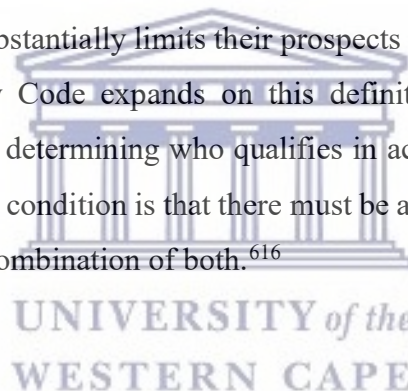 bstantially limits their prospects
Code expands on this definit
determining who qualifies in ac
condition is that there must be a
ombination of both.616
UNIVERSITY of the
WESTERN CAPE